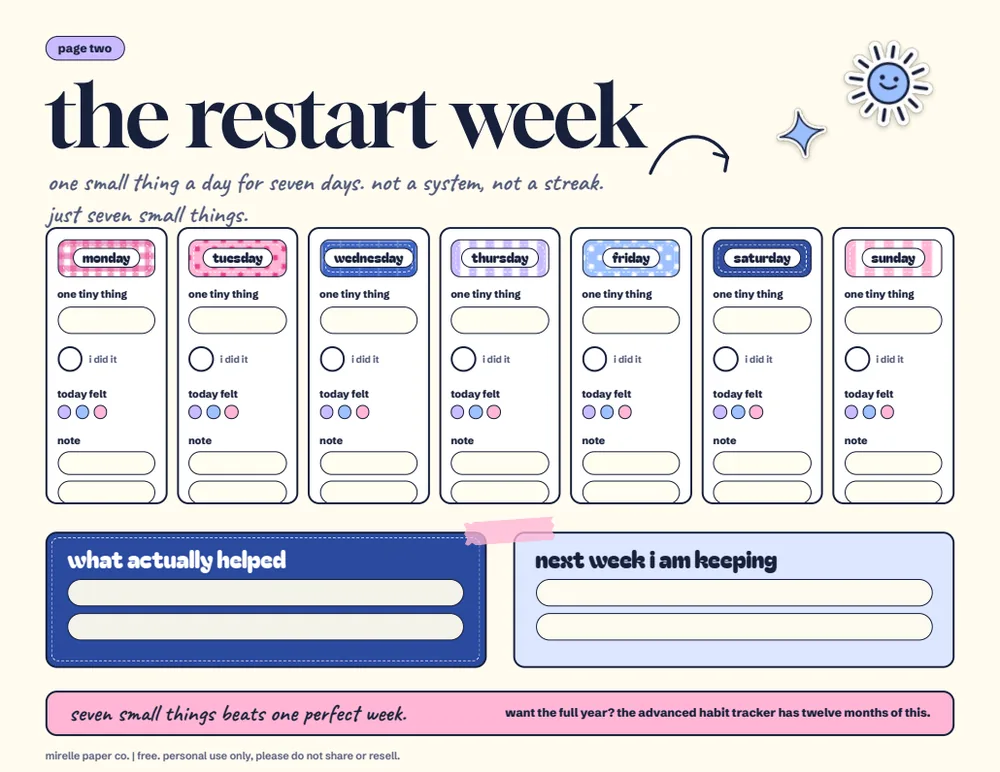 page two
the restart week
one small thing a day for seven days. not a system, not a streak.
just seven small things.
monday
one tiny thing
i did it
today felt
note
tuesday
one tiny thing
i did it
today felt
note
wednesday
one tiny thing
i did it
today felt
note
thursday
one tiny thing
i did it
today felt
note
friday
one tiny thing
i did it
today felt
note
saturday
one tiny thing
i did it
today felt
note
sunday
one tiny thing
i did it
today felt
note
what actually helped
next week i am keeping
seven small things beats one perfect week.
want the full year? the advanced habit tracker has twelve months of this.
mirelle paper co. | free. personal use only, please do not share or resell.